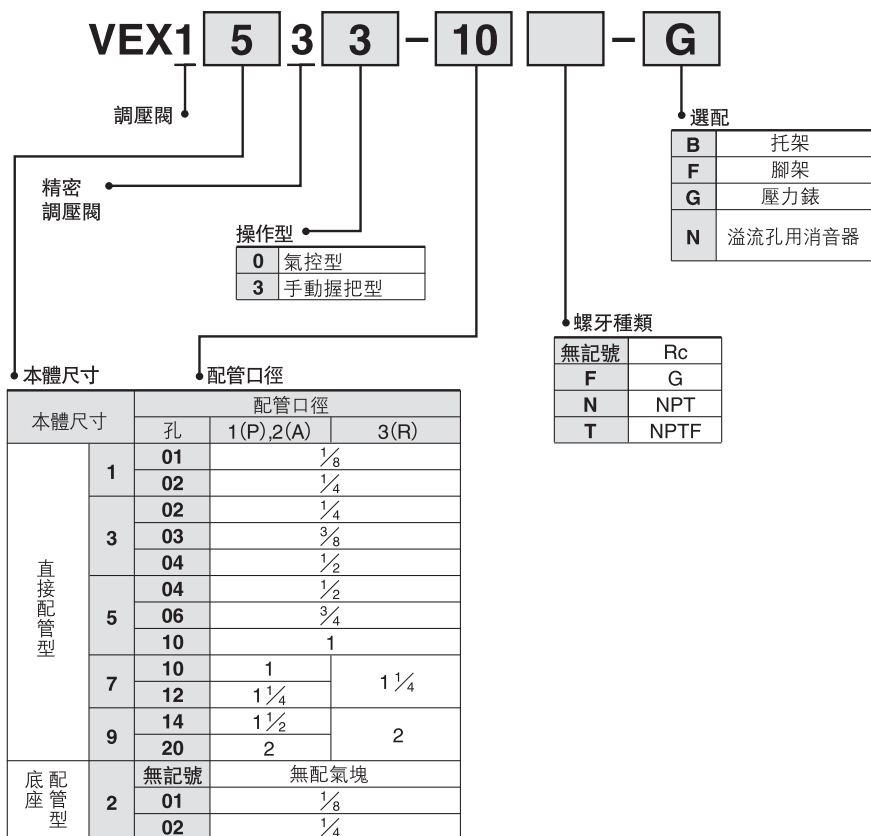 VEX1 5 3 3 – 10 – G
調壓閥
精密
調壓閥
操作型
0 氣控型
3 手動握把型
選配
B 托架
F 腳架
G 壓力錶
N 溢流孔用消音器
螺牙種類
無記號 Rc
F G
N NPT
T NPTF
本體尺寸
配管口徑
本體尺寸 配管口徑
孔 1(P),2(A) 3(R)
直接配管型
1 01 1/8
02 1/4
3 02 1/4
03 3/8
04 1/2
5 04 1/2
06 3/4
10 1
7 10 1 1 1/4
12 1 1/4
9 14 1 1/2 2
20 2
底座配管型
2 無記號 無配氣塊
01 1/8
02 1/4